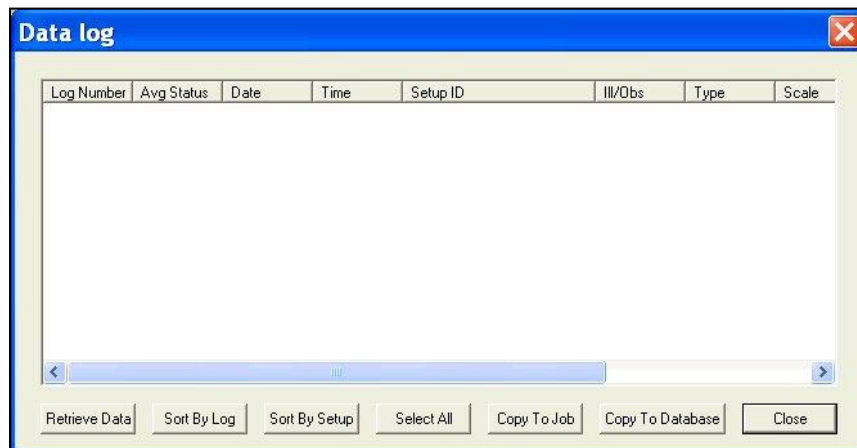 Data log
Log Number Avg Status Date Time Setup ID Ill/Obs Type Scale
Retrieve Data Sort By Log Sort By Setup Select All Copy To Job Copy To Database Close